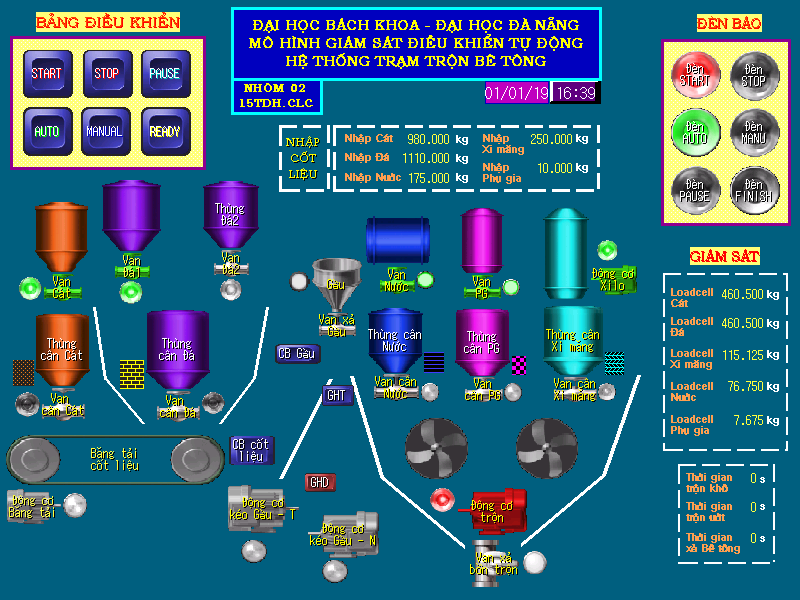 BẢNG ĐIỀU KHIỂN
START
STOP
PAUSE
AUTO
MANUAL
READY
ĐẠI HỌC BÁCH KHOA - ĐẠI HỌC ĐÀ NẴNG
MÔ HÌNH GIÁM SÁT ĐIỀU KHIỂN TỰ ĐỘNG
HỆ THỐNG TRẠM TRỘN BÊ TÔNG
NHÓM 02
15TDH.CLC
01/01/19 16:39
ĐÈN BÁO
Đèn
START
Đèn
STOP
Đèn
AUTO
Đèn
MANU
Đèn
PAUSE
Đèn
FINISH
NHẬP
CỐT
LIỆU
Nhập Cát 980.000 kg
Nhập Đá 1110.000 kg
Nhập Nước 175.000 kg
Nhập
Xi măng 250.000 kg
Nhập
Phụ gia 10.000 kg
Thùng
Đá2
Van
Cát
Van
Đá1
Van
Đá2
Gàu
Van xả
Gàu
Van
Nước
Van
PG
Động cơ
Xilo
Thùng
cân Cát
Thùng
cân Đá
Van
cân Cát
Van
cân Đá
CB Gàu
GHT
Thùng cân
Nước
Thùng
cân PG
Thùng cân
Xi măng
Van cân
Nước
Van
cân PG
Van cân
Xi măng
Băng tải
cốt liệu
CB cốt
liệu
GHD
Động cơ
Băng tải
Động cơ
kéo Gàu - T
Động cơ
kéo Gàu - N
Động cơ
trộn
Van xả
bồn trộn
GIÁM SÁT
Loadcell
Cát 460.500 kg
Loadcell
Đá 460.500 kg
Loadcell
Xi măng 115.125 kg
Loadcell
Nước 76.750 kg
Loadcell
Phụ gia 7.675 kg
Thời gian
trộn khô 0 s
Thời gian
trộn ướt 0 s
Thời gian
xả Bê tông 0 s